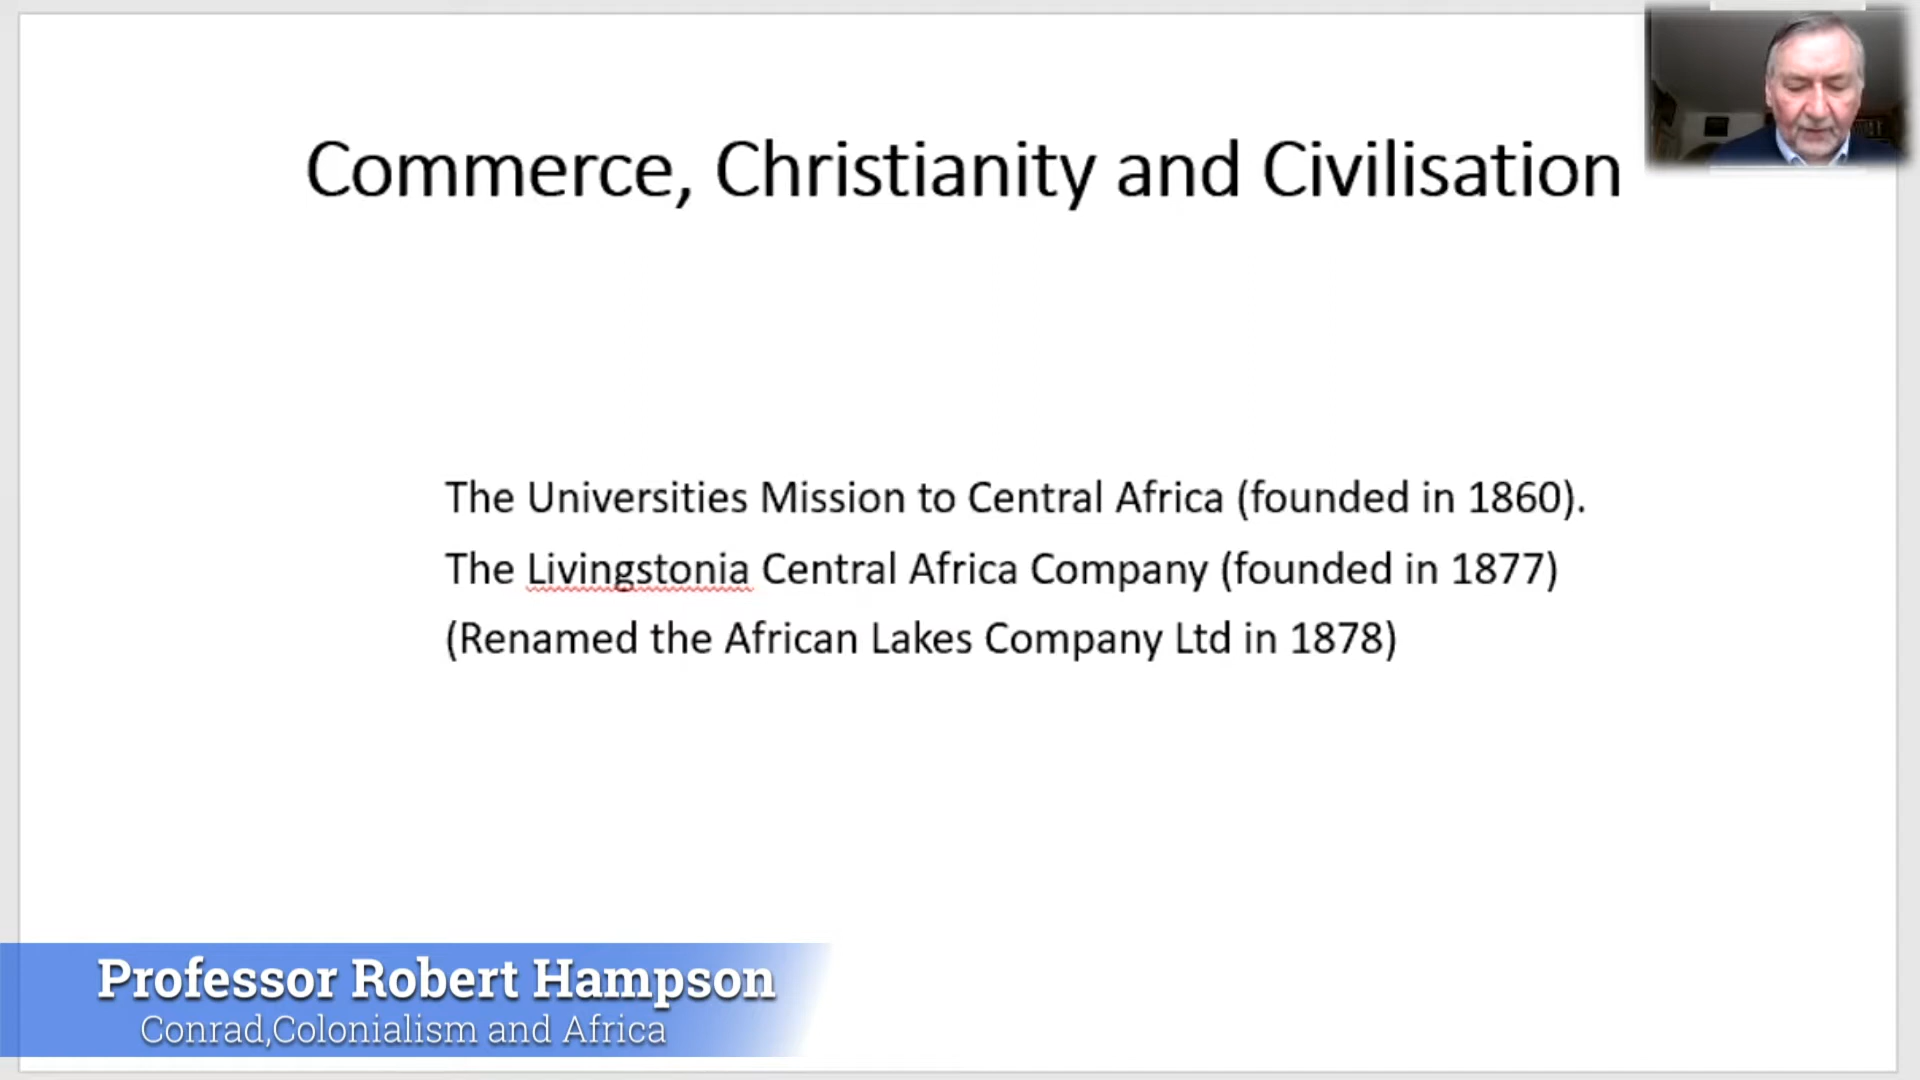 Commerce, Christianity and Civilisation
The Universities Mission to Central Africa (founded in 1860).
The Livingstonia Central Africa Company (founded in 1877)
(Renamed the African Lakes Company Ltd in 1878)
Professor Robert Hampson
Conrad,Colonialism and Africa